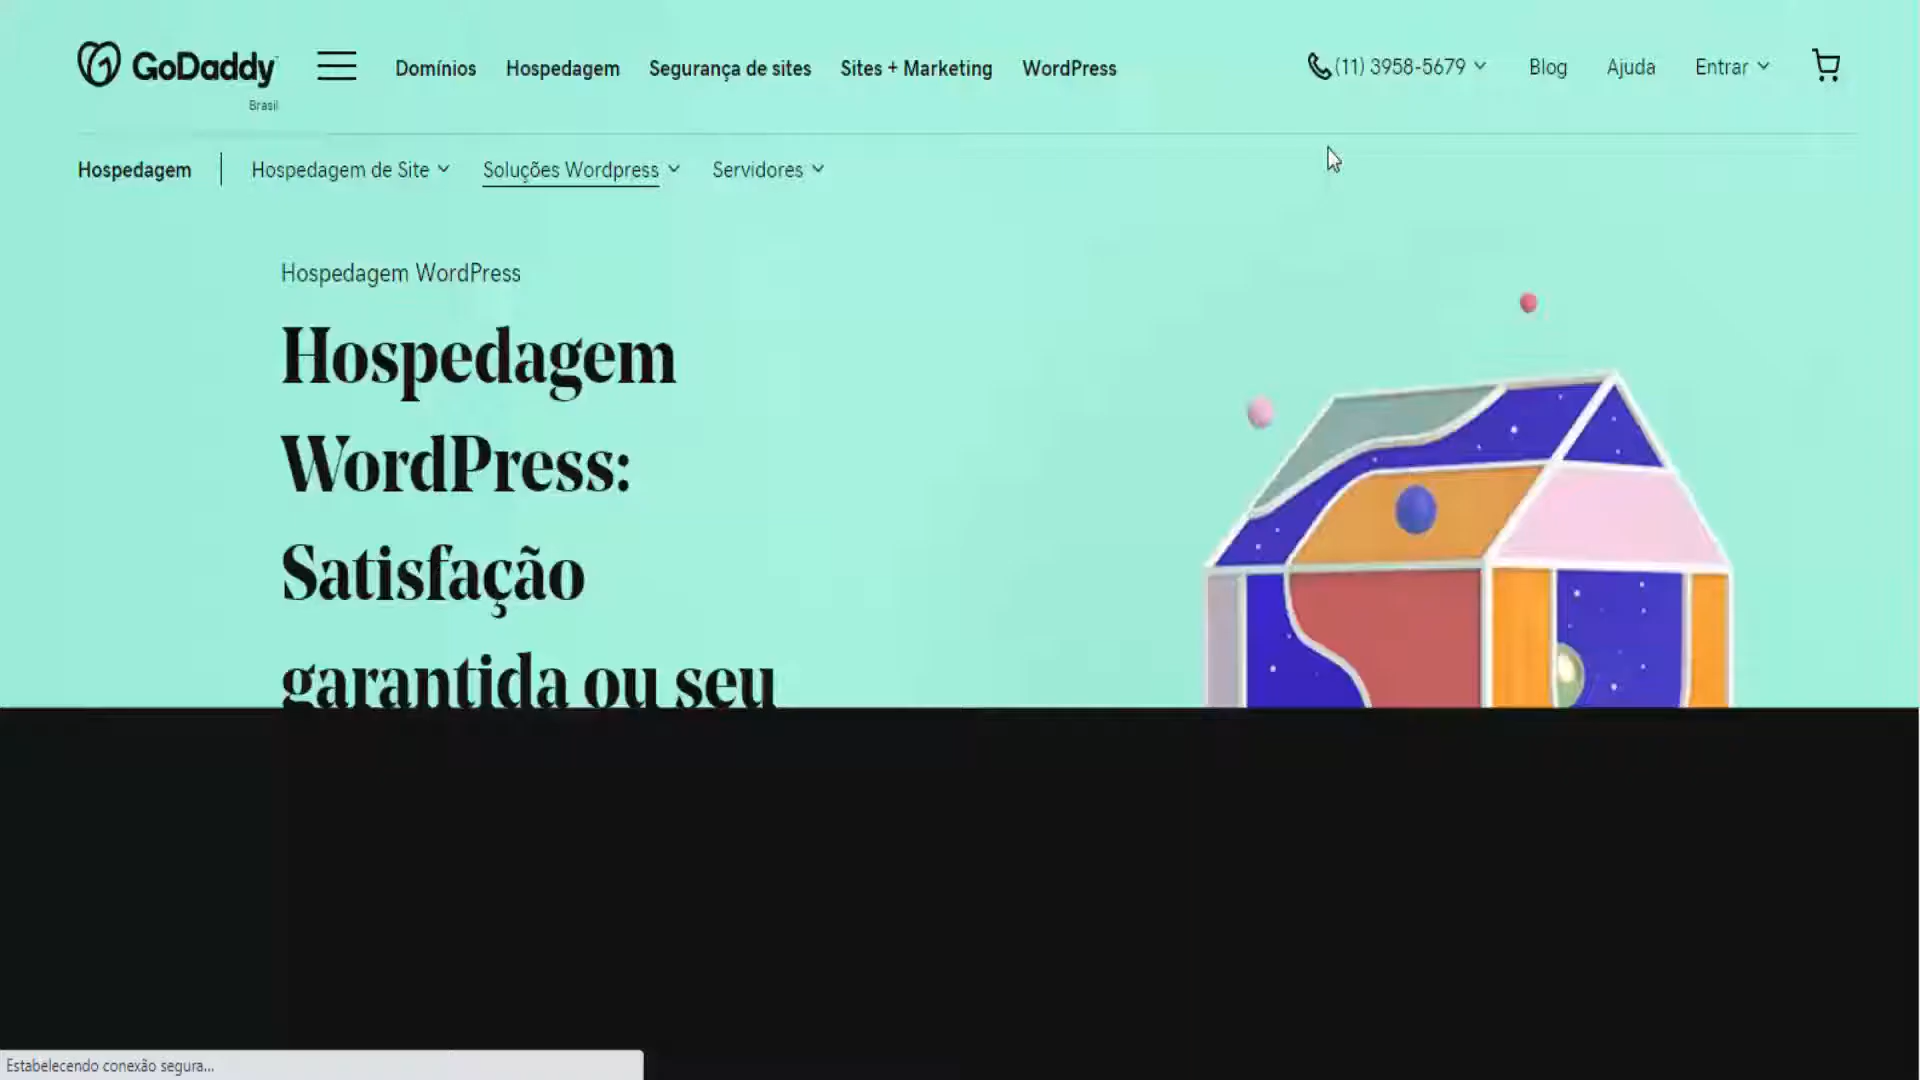 GoDaddy
Brasil
Domínios Hospedagem Segurança de sites Sites + Marketing WordPress
(11) 3958-5679 Blog Ajuda Entrar
Hospedagem Hospedagem de Site Soluções Wordpress Servidores
Hospedagem WordPress
Hospedagem
WordPress:
Satisfação
garantida ou seu
Estabelecendo conexão segura...